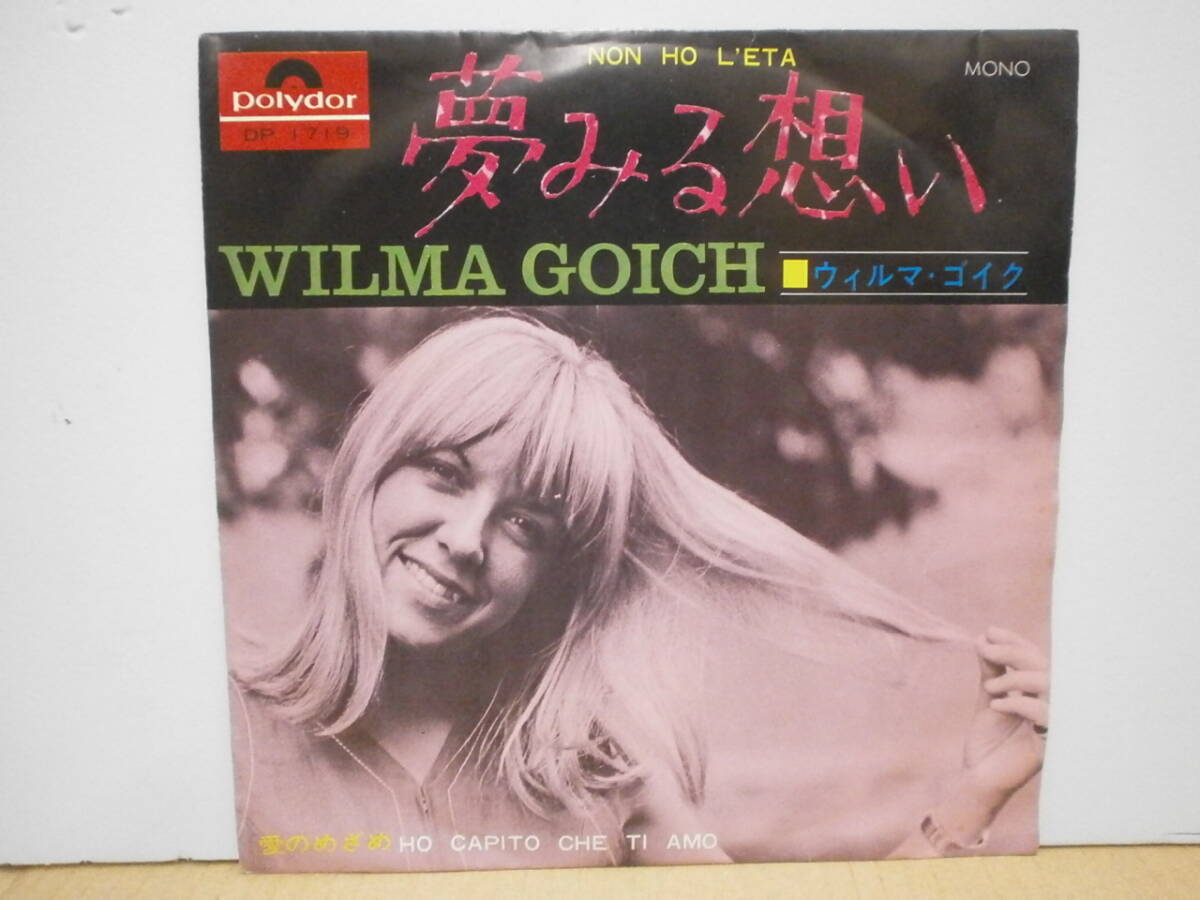 NON HO L'ETA
MONO
polydor
DP. 1719
夢みる想い
WILMA GOICH
ウィルマ・ゴイク
愛のめざめ HO CAPITO CHE TI AMO